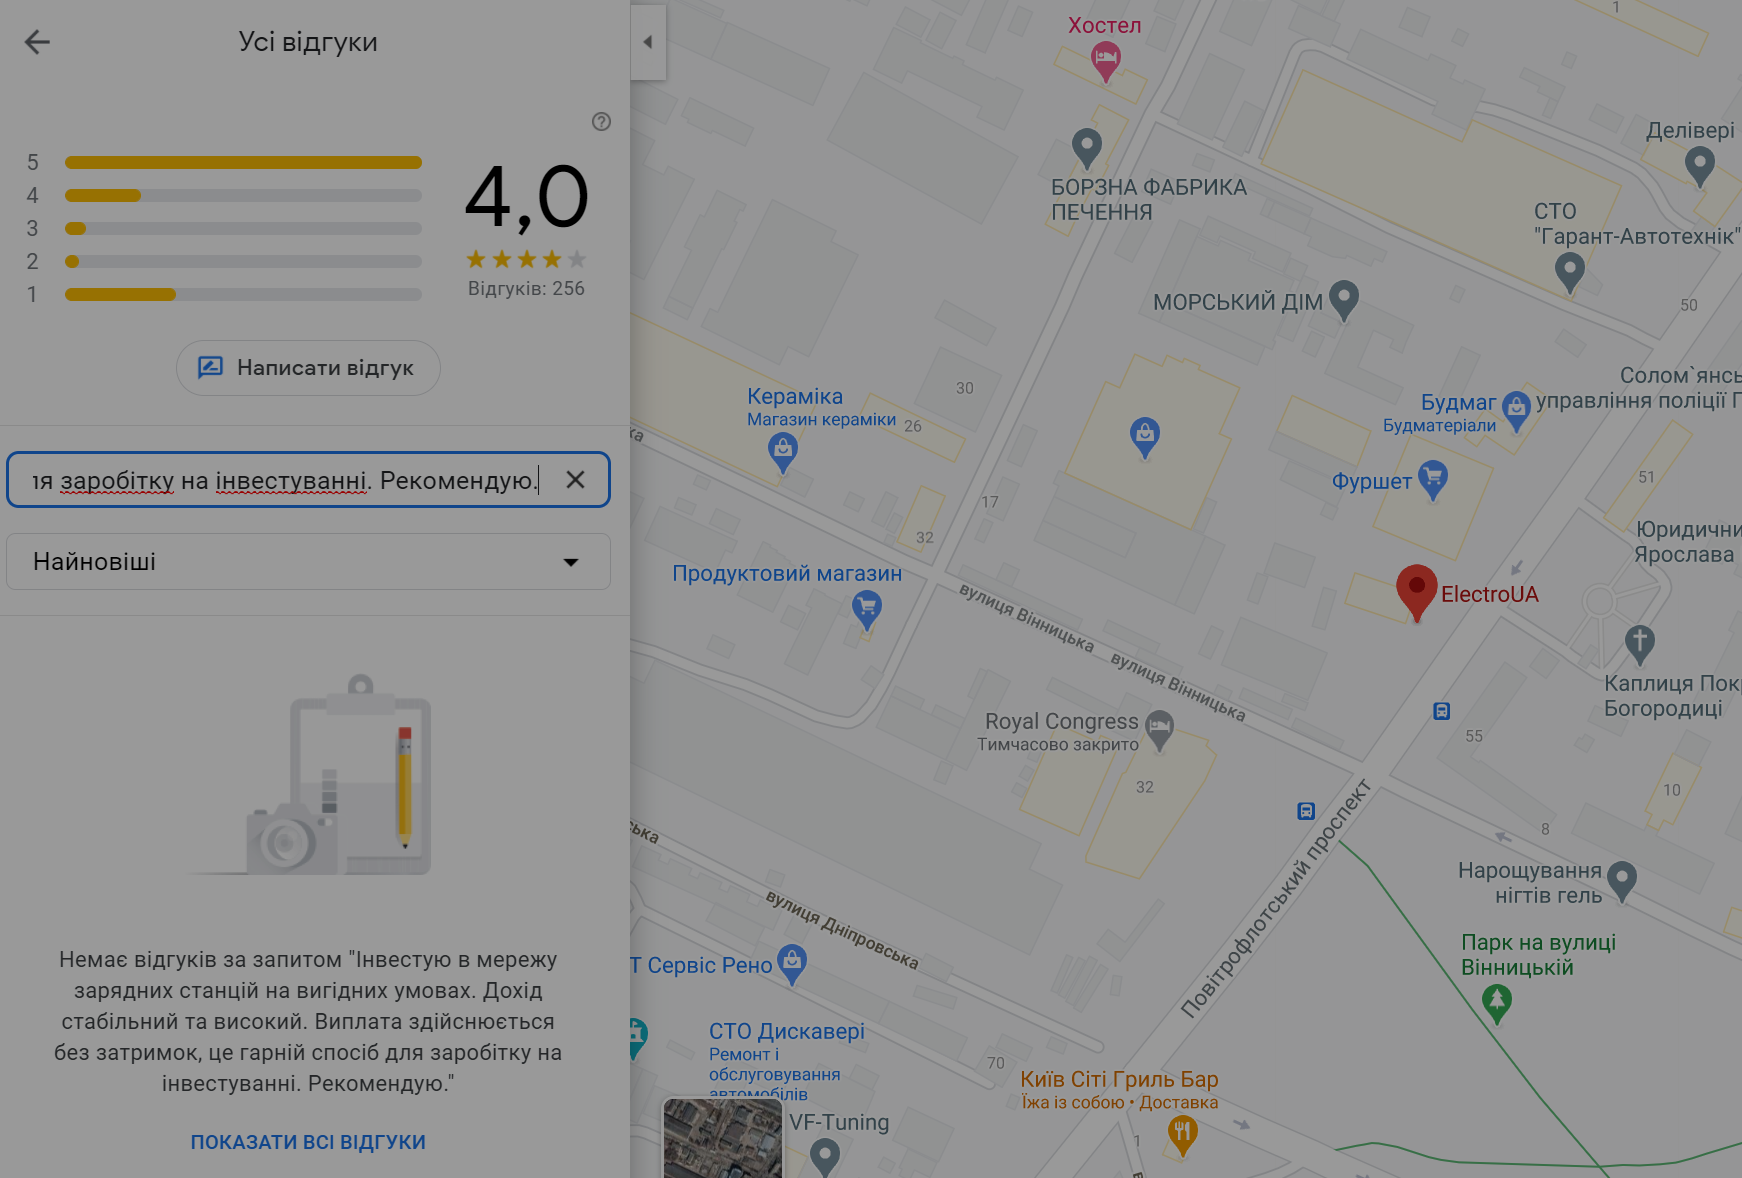 Усі відгуки
5
4
3
2
1
4,0
Відгуків: 256
Написати відгук
заробітку на інвестуванні. Рекомендую.
Найновіші
Немає відгуків за запитом "Інвестую в мережу
зарядних станцій на вигідних умовах. Дохід
стабільний та високий. Виплата здійснюється
без затримок, це гарній спосіб для заробітку на
інвестуванні. Рекомендую."
ПОКАЗАТИ ВСІ ВІДГУКИ
Хостел
1
Делівері
БОРЗНА ФАБРИКА
ПЕЧЕННЯ
СТО
"Гарант-Автотехнік"
МОРСЬКИЙ ДІМ
50
30
Кераміка
Магазин кераміки
26
Будмаг
Будматеріали
Солом`янсь
управління поліції
Фуршет
51
17
32
Юридични
Ярослава
Продуктовий магазин
ElectroUA
вулиця Вінницька
вулиця Вінницька
Каплиця Пок
Богородиці
Royal Congress
Тимчасово закрито
55
32
10
8
ська
Повітрофлотський проспект
Нарощування
нігтів гель
вулиця Дніпровська
Парк на вулиці
Вінницькій
Т Сервіс Рено
СТО Дискавері
Ремонт і
обслуговування
автомобілів
70
Київ Сіті Гриль Бар
Їжа із собою • Доставка
VF-Tuning
1